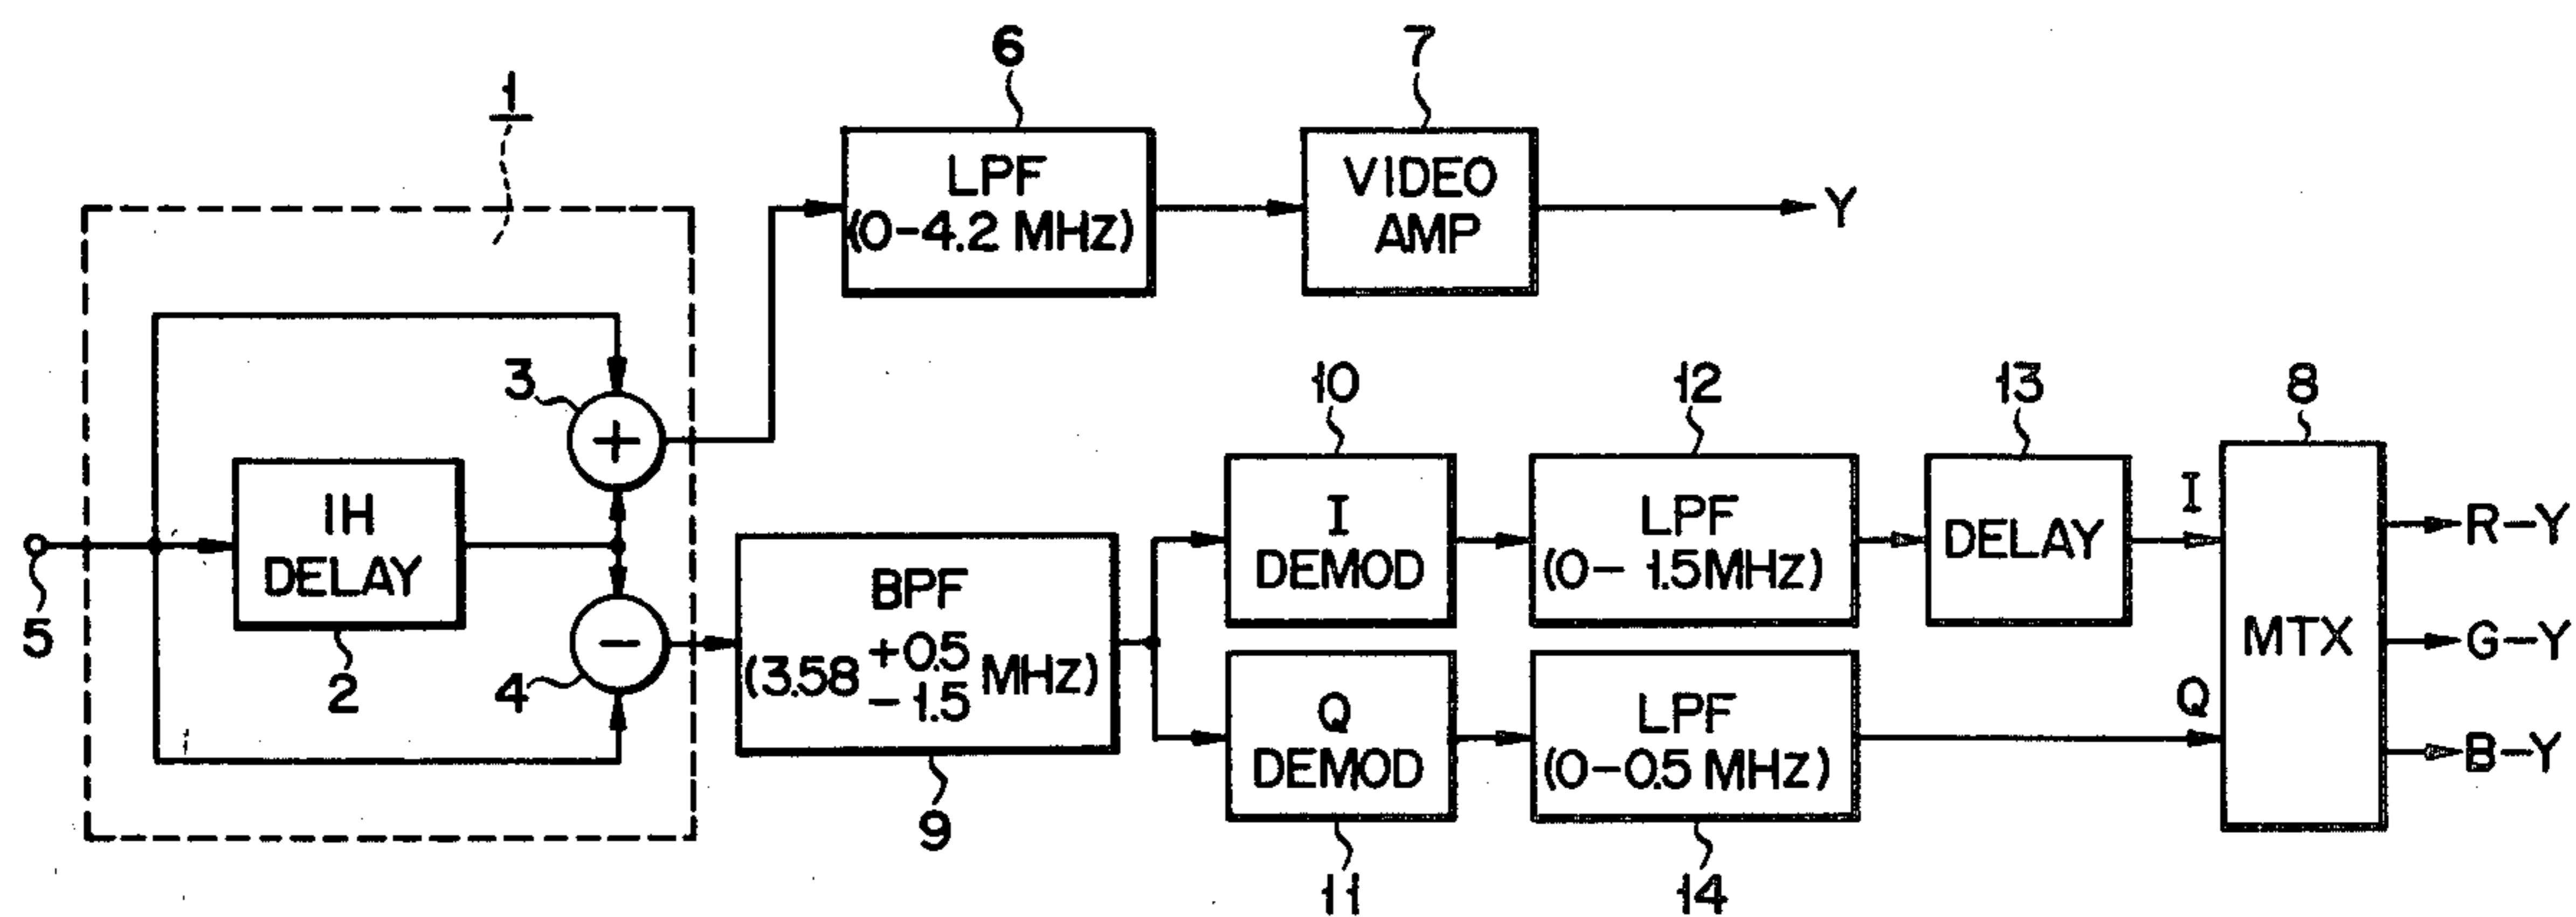 1
6
7
LPF
(0-4.2 MHz)
VIDEO
AMP
Y
3
+
1H
DELAY
2
4
−
5
BPF
(3.58 +0.5 −1.5 MHz)
9
10
I
DEMOD
12
LPF
(0-1.5MHz)
13
DELAY
I
8
MTX
R-Y
G-Y
B-Y
Q
DEMOD
11
LPF
(0-0.5 MHz)
14
Q